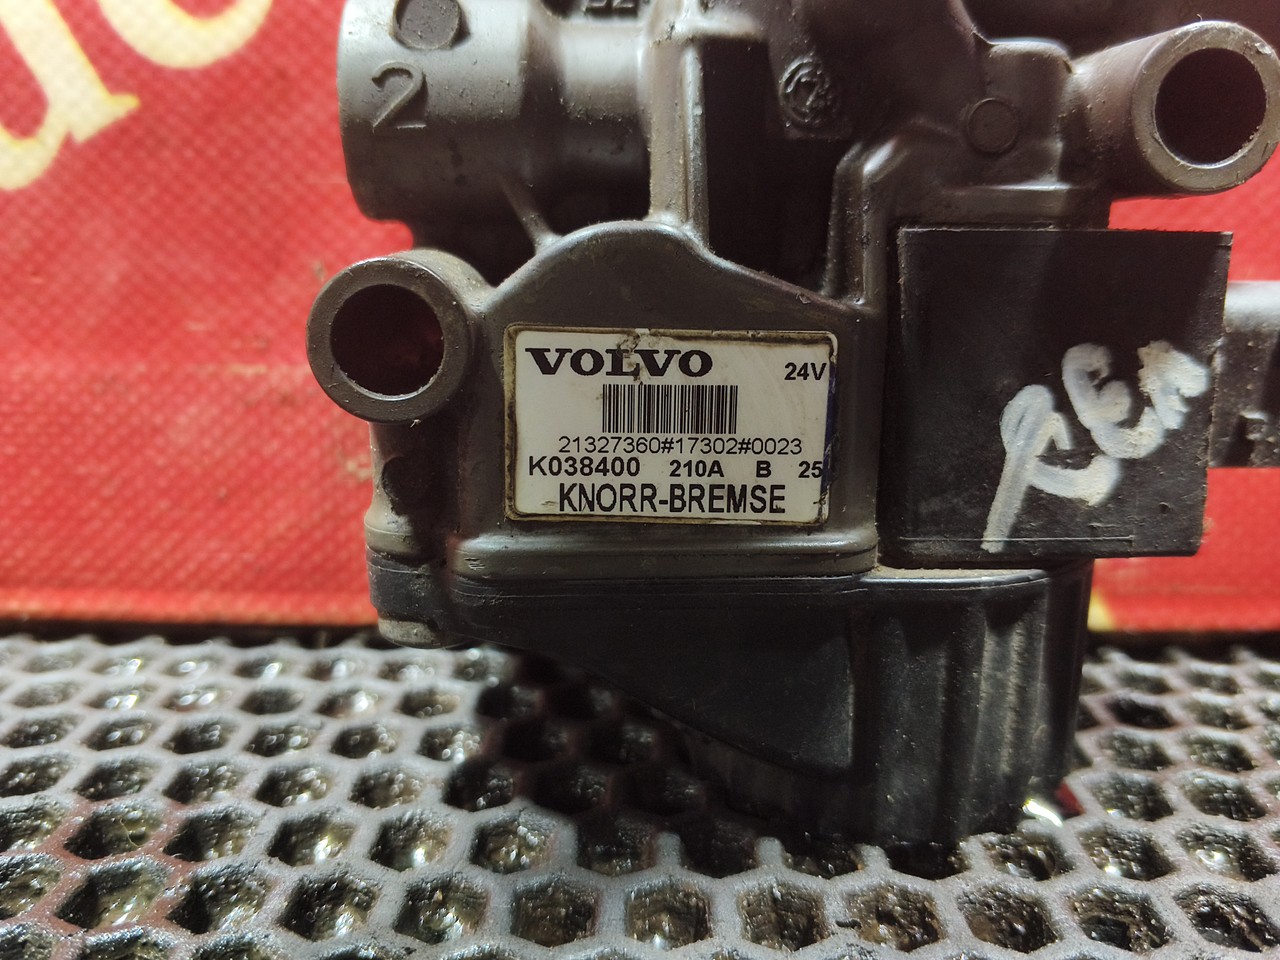 2
VOLVO 24V
21327360#17302#0023
K038400 210A B 25
KNORR-BREMSE